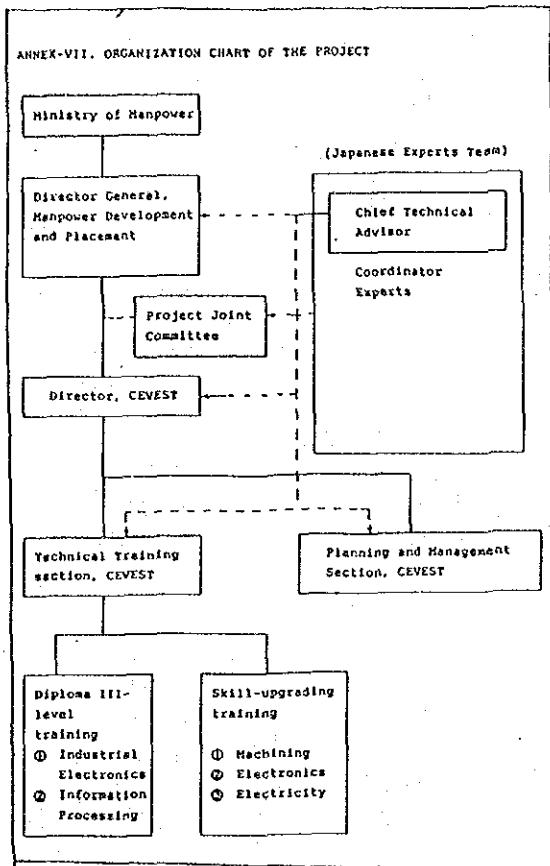 ANNEX-VII. ORGANIZATION CHART OF THE PROJECT
Ministry of Manpower
(Japanese Experts Team)
Director General,
Manpower Development
and Placement
Chief Technical
Advisor
Coordinator
Experts
Project Joint
Committee
Director, CEVEST
Technical Training
section, CEVEST
Planning and Management
Section, CEVEST
Diploma III-
level
training
① Industrial
Electronics
② Information
Processing
Skill-upgrading
training
① Machining
② Electronics
③ Electricity